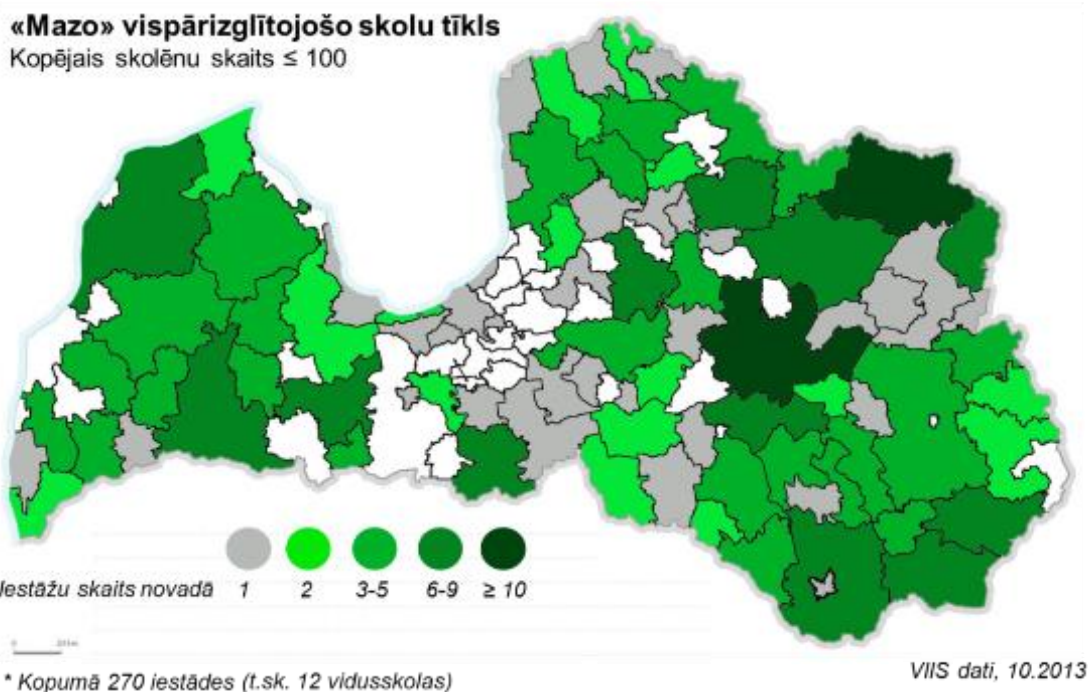 «Mazo» vispārizglītojošo skolu tīkls
Kopējais skolēnu skaits ≤ 100
Iestāžu skaits novadā 1 2 3-5 6-9 ≥ 10
VIIS dati, 10.2013
* Kopumā 270 iestādes (t.sk. 12 vidusskolas)